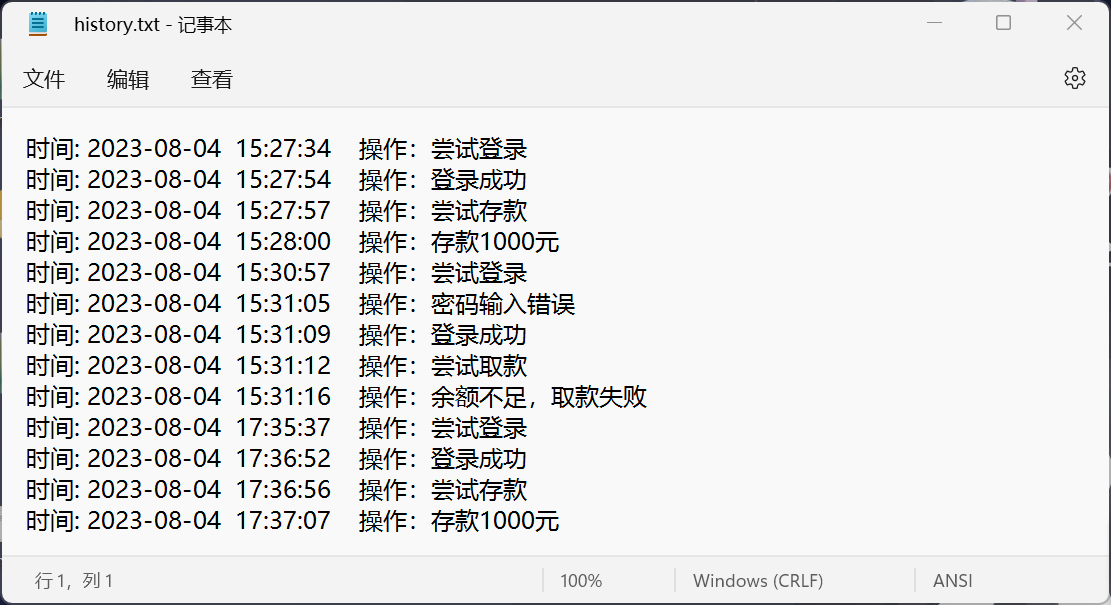 history.txt - 记事本
文件 编辑 查看
时间: 2023-08-04 15:27:34 操作：尝试登录
时间: 2023-08-04 15:27:54 操作：登录成功
时间: 2023-08-04 15:27:57 操作：尝试存款
时间: 2023-08-04 15:28:00 操作：存款1000元
时间: 2023-08-04 15:30:57 操作：尝试登录
时间: 2023-08-04 15:31:05 操作：密码输入错误
时间: 2023-08-04 15:31:09 操作：登录成功
时间: 2023-08-04 15:31:12 操作：尝试取款
时间: 2023-08-04 15:31:16 操作：余额不足，取款失败
时间: 2023-08-04 17:35:37 操作：尝试登录
时间: 2023-08-04 17:36:52 操作：登录成功
时间: 2023-08-04 17:36:56 操作：尝试存款
时间: 2023-08-04 17:37:07 操作：存款1000元
行 1，列 1 100% Windows (CRLF) ANSI